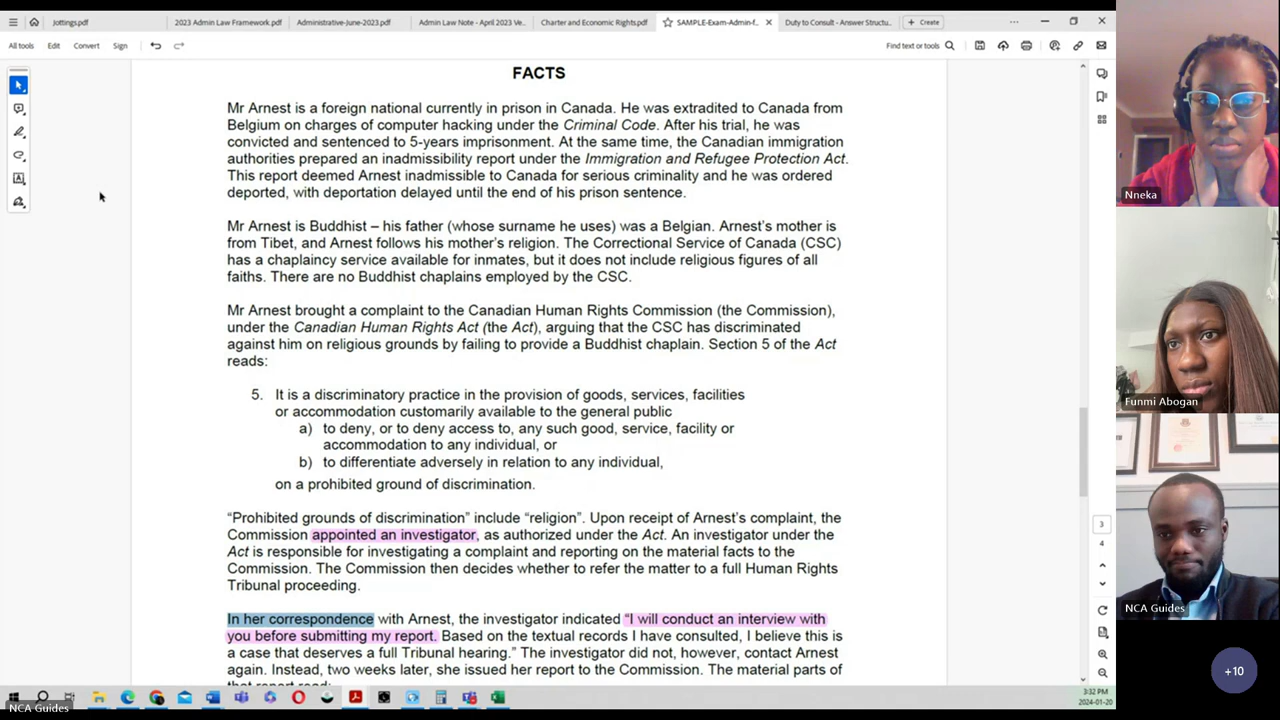 Jottings.pdf
2023 Admin Law Framework.pdf
Administrative-June-2023.pdf
Admin Law Note - April 2023 Ve...
Charter and Economic Rights.pdf
SAMPLE-Exam-Admin-f...
Duty to Consult - Answer Structu...
Create
All tools Edit Convert Sign
Find text or tools
FACTS
Mr Arnest is a foreign national currently in prison in Canada. He was extradited to Canada from
Belgium on charges of computer hacking under the Criminal Code. After his trial, he was
convicted and sentenced to 5-years imprisonment. At the same time, the Canadian immigration
authorities prepared an inadmissibility report under the Immigration and Refugee Protection Act.
This report deemed Arnest inadmissible to Canada for serious criminality and he was ordered
deported, with deportation delayed until the end of his prison sentence.
Mr Arnest is Buddhist – his father (whose surname he uses) was a Belgian. Arnest's mother is
from Tibet, and Arnest follows his mother's religion. The Correctional Service of Canada (CSC)
has a chaplaincy service available for inmates, but it does not include religious figures of all
faiths. There are no Buddhist chaplains employed by the CSC.
Mr Arnest brought a complaint to the Canadian Human Rights Commission (the Commission),
under the Canadian Human Rights Act (the Act), arguing that the CSC has discriminated
against him on religious grounds by failing to provide a Buddhist chaplain. Section 5 of the Act
reads:
5. It is a discriminatory practice in the provision of goods, services, facilities
or accommodation customarily available to the general public
a) to deny, or to deny access to, any such good, service, facility or
accommodation to any individual, or
b) to differentiate adversely in relation to any individual,
on a prohibited ground of discrimination.
"Prohibited grounds of discrimination" include "religion". Upon receipt of Arnest's complaint, the
Commission appointed an investigator, as authorized under the Act. An investigator under the
Act is responsible for investigating a complaint and reporting on the material facts to the
Commission. The Commission then decides whether to refer the matter to a full Human Rights
Tribunal proceeding.
In her correspondence with Arnest, the investigator indicated "I will conduct an interview with
you before submitting my report. Based on the textual records I have consulted, I believe this is
a case that deserves a full Tribunal hearing." The investigator did not, however, contact Arnest
again. Instead, two weeks later, she issued her report to the Commission. The material parts of
that report read:
3
4
3:32 PM
2024-01-20
NCA Guides
Nneka
Funmi Abogan
NCA Guides
+10